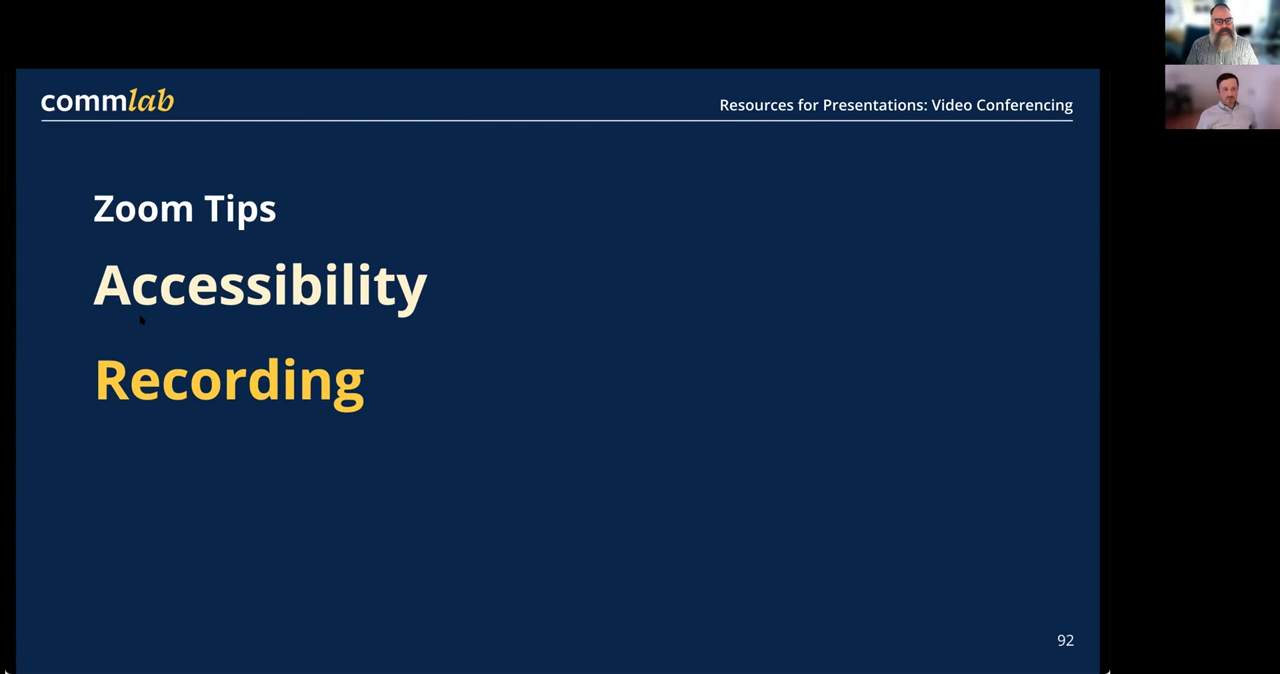 commlab
Resources for Presentations: Video Conferencing
Zoom Tips
Accessibility
Recording
92